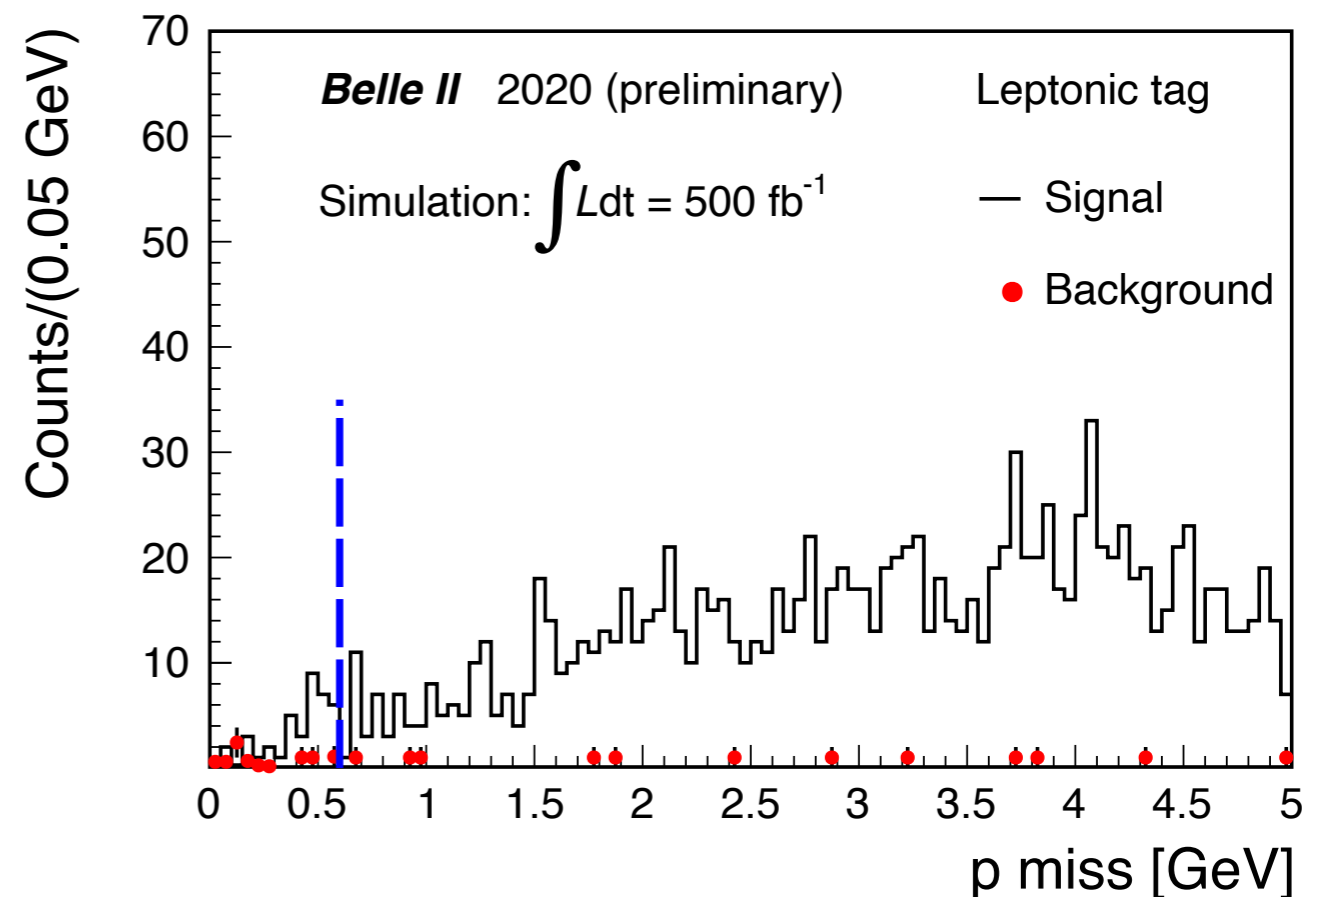 Counts/(0.05 GeV)
70
60
50
40
30
20
10
Belle II 2020 (preliminary)
Leptonic tag
Simulation: ∫Ldt = 500 fb⁻¹
Signal
Background
0 0.5 1 1.5 2 2.5 3 3.5 4 4.5 5
p miss [GeV]